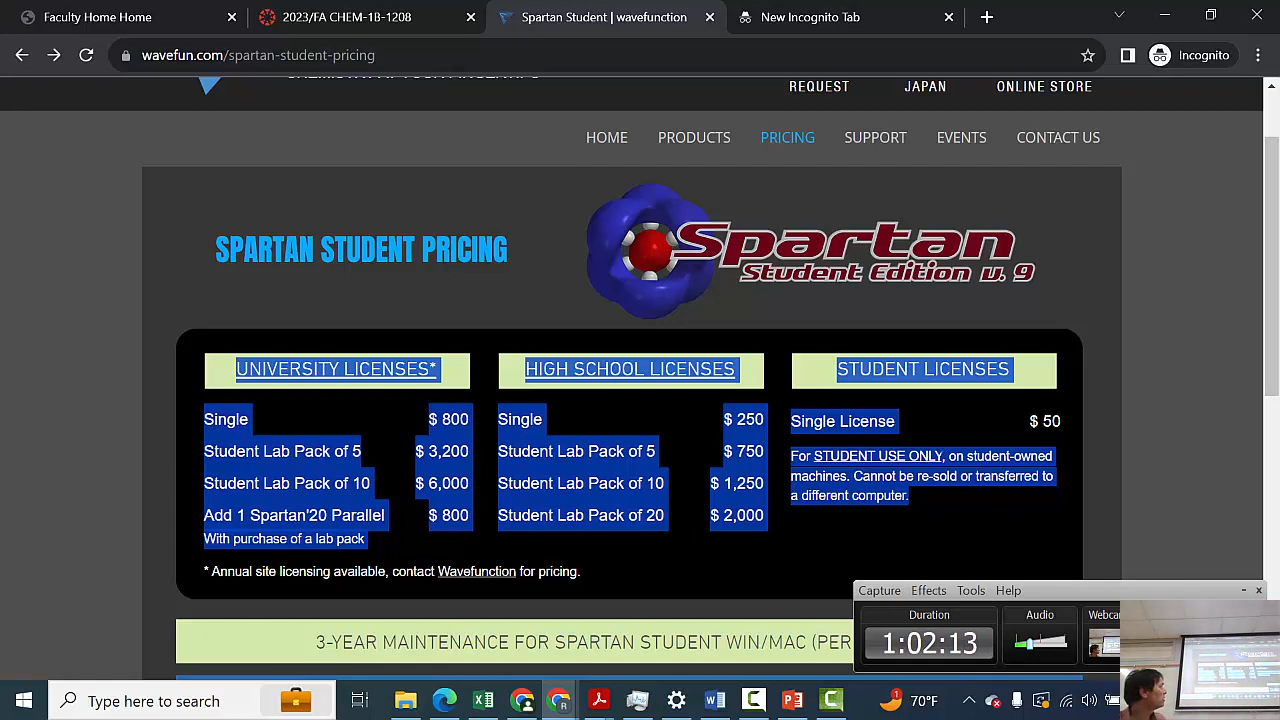 Faculty Home Home
2023/FA CHEM-1B-1208
Spartan Student | wavefunction
New Incognito Tab
wavefun.com/spartan-student-pricing
Incognito
REQUEST
JAPAN
ONLINE STORE
HOME
PRODUCTS
PRICING
SUPPORT
EVENTS
CONTACT US
SPARTAN STUDENT PRICING
Spartan
Student Edition v. 9
UNIVERSITY LICENSES*
Single $ 800
Student Lab Pack of 5 $ 3,200
Student Lab Pack of 10 $ 6,000
Add 1 Spartan'20 Parallel $ 800
With purchase of a lab pack
HIGH SCHOOL LICENSES
Single $ 250
Student Lab Pack of 5 $ 750
Student Lab Pack of 10 $ 1,250
Student Lab Pack of 20 $ 2,000
STUDENT LICENSES
Single License $ 50
For STUDENT USE ONLY, on student-owned
machines. Cannot be re-sold or transferred to
a different computer.
* Annual site licensing available, contact Wavefunction for pricing.
3-YEAR MAINTENANCE FOR SPARTAN STUDENT WIN/MAC (PER
Capture Effects Tools Help
Duration
1:02:13
Audio
Webcam
Type here to search
70°F